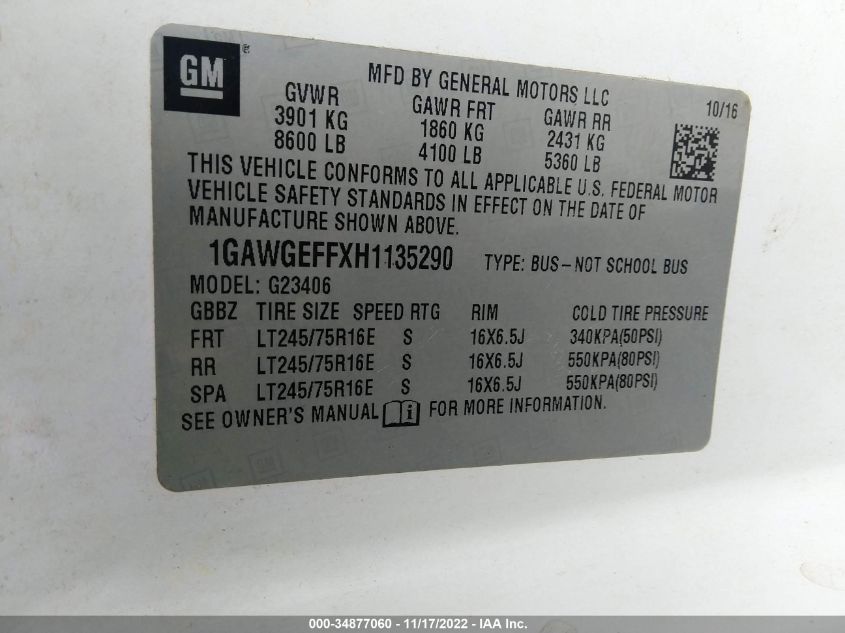 GM ®
MFD BY GENERAL MOTORS LLC
10/16
GVWR GAWR FRT GAWR RR
3901 KG 1860 KG 2431 KG
8600 LB 4100 LB 5360 LB
THIS VEHICLE CONFORMS TO ALL APPLICABLE U.S. FEDERAL MOTOR
VEHICLE SAFETY STANDARDS IN EFFECT ON THE DATE OF
MANUFACTURE SHOWN ABOVE.
1GAWGEFFXH1135290 TYPE: BUS–NOT SCHOOL BUS
MODEL: G23406
GBBZ TIRE SIZE SPEED RTG RIM COLD TIRE PRESSURE
FRT LT245/75R16E S 16X6.5J 340KPA(50PSI)
RR LT245/75R16E S 16X6.5J 550KPA(80PSI)
SPA LT245/75R16E S 16X6.5J 550KPA(80PSI)
SEE OWNER'S MANUAL i FOR MORE INFORMATION.
000-34877060 - 11/17/2022 - IAA Inc.